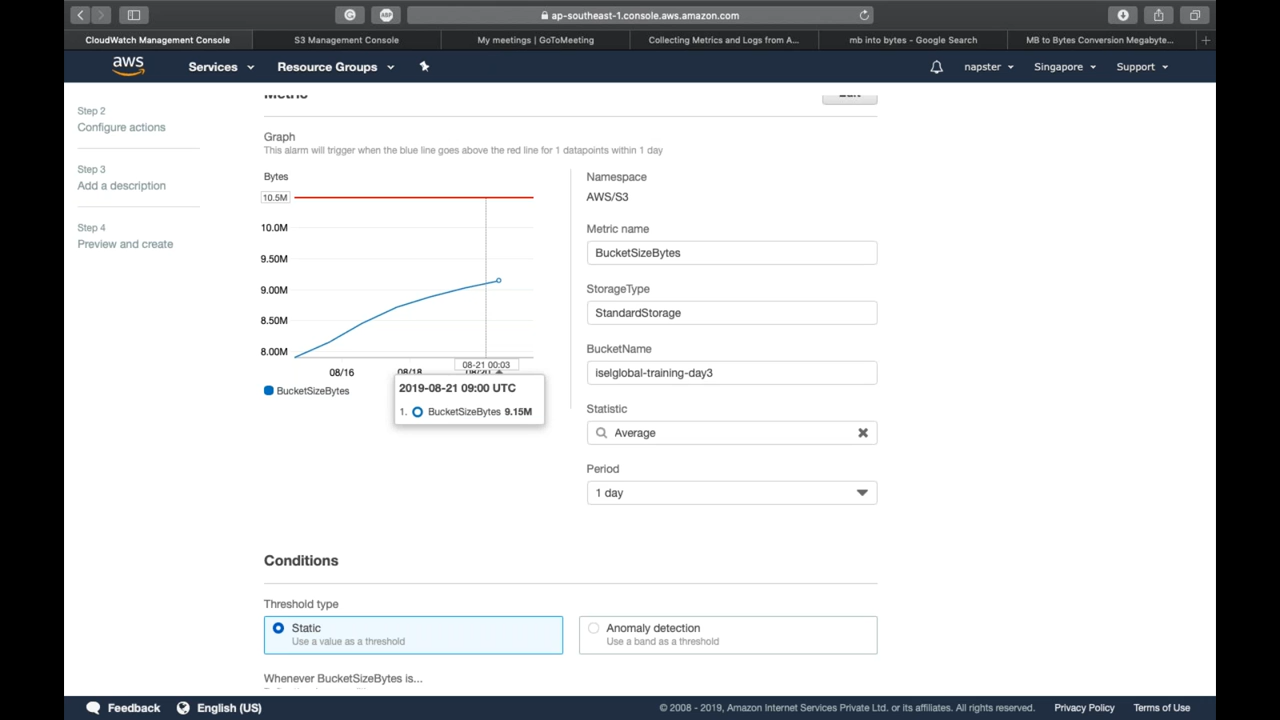 ap-southeast-1.console.aws.amazon.com
CloudWatch Management Console
S3 Management Console
My meetings | GoToMeeting
Collecting Metrics and Logs from A...
mb into bytes - Google Search
MB to Bytes Conversion Megabyte...
aws
Services
Resource Groups
napster
Singapore
Support
Step 2
Configure actions
Step 3
Add a description
Step 4
Preview and create
Metric
Edit
Graph
This alarm will trigger when the blue line goes above the red line for 1 datapoints within 1 day
Bytes
10.5M
10.0M
9.50M
9.00M
8.50M
8.00M
08/16
08/18
08/20
08-21 00:03
BucketSizeBytes
2019-08-21 09:00 UTC
1. BucketSizeBytes 9.15M
Namespace
AWS/S3
Metric name
BucketSizeBytes
StorageType
StandardStorage
BucketName
iselglobal-training-day3
Statistic
Average
Period
1 day
Conditions
Threshold type
Static
Use a value as a threshold
Anomaly detection
Use a band as a threshold
Whenever BucketSizeBytes is...
Feedback
English (US)
© 2008 - 2019, Amazon Internet Services Private Ltd. or its affiliates. All rights reserved.
Privacy Policy
Terms of Use